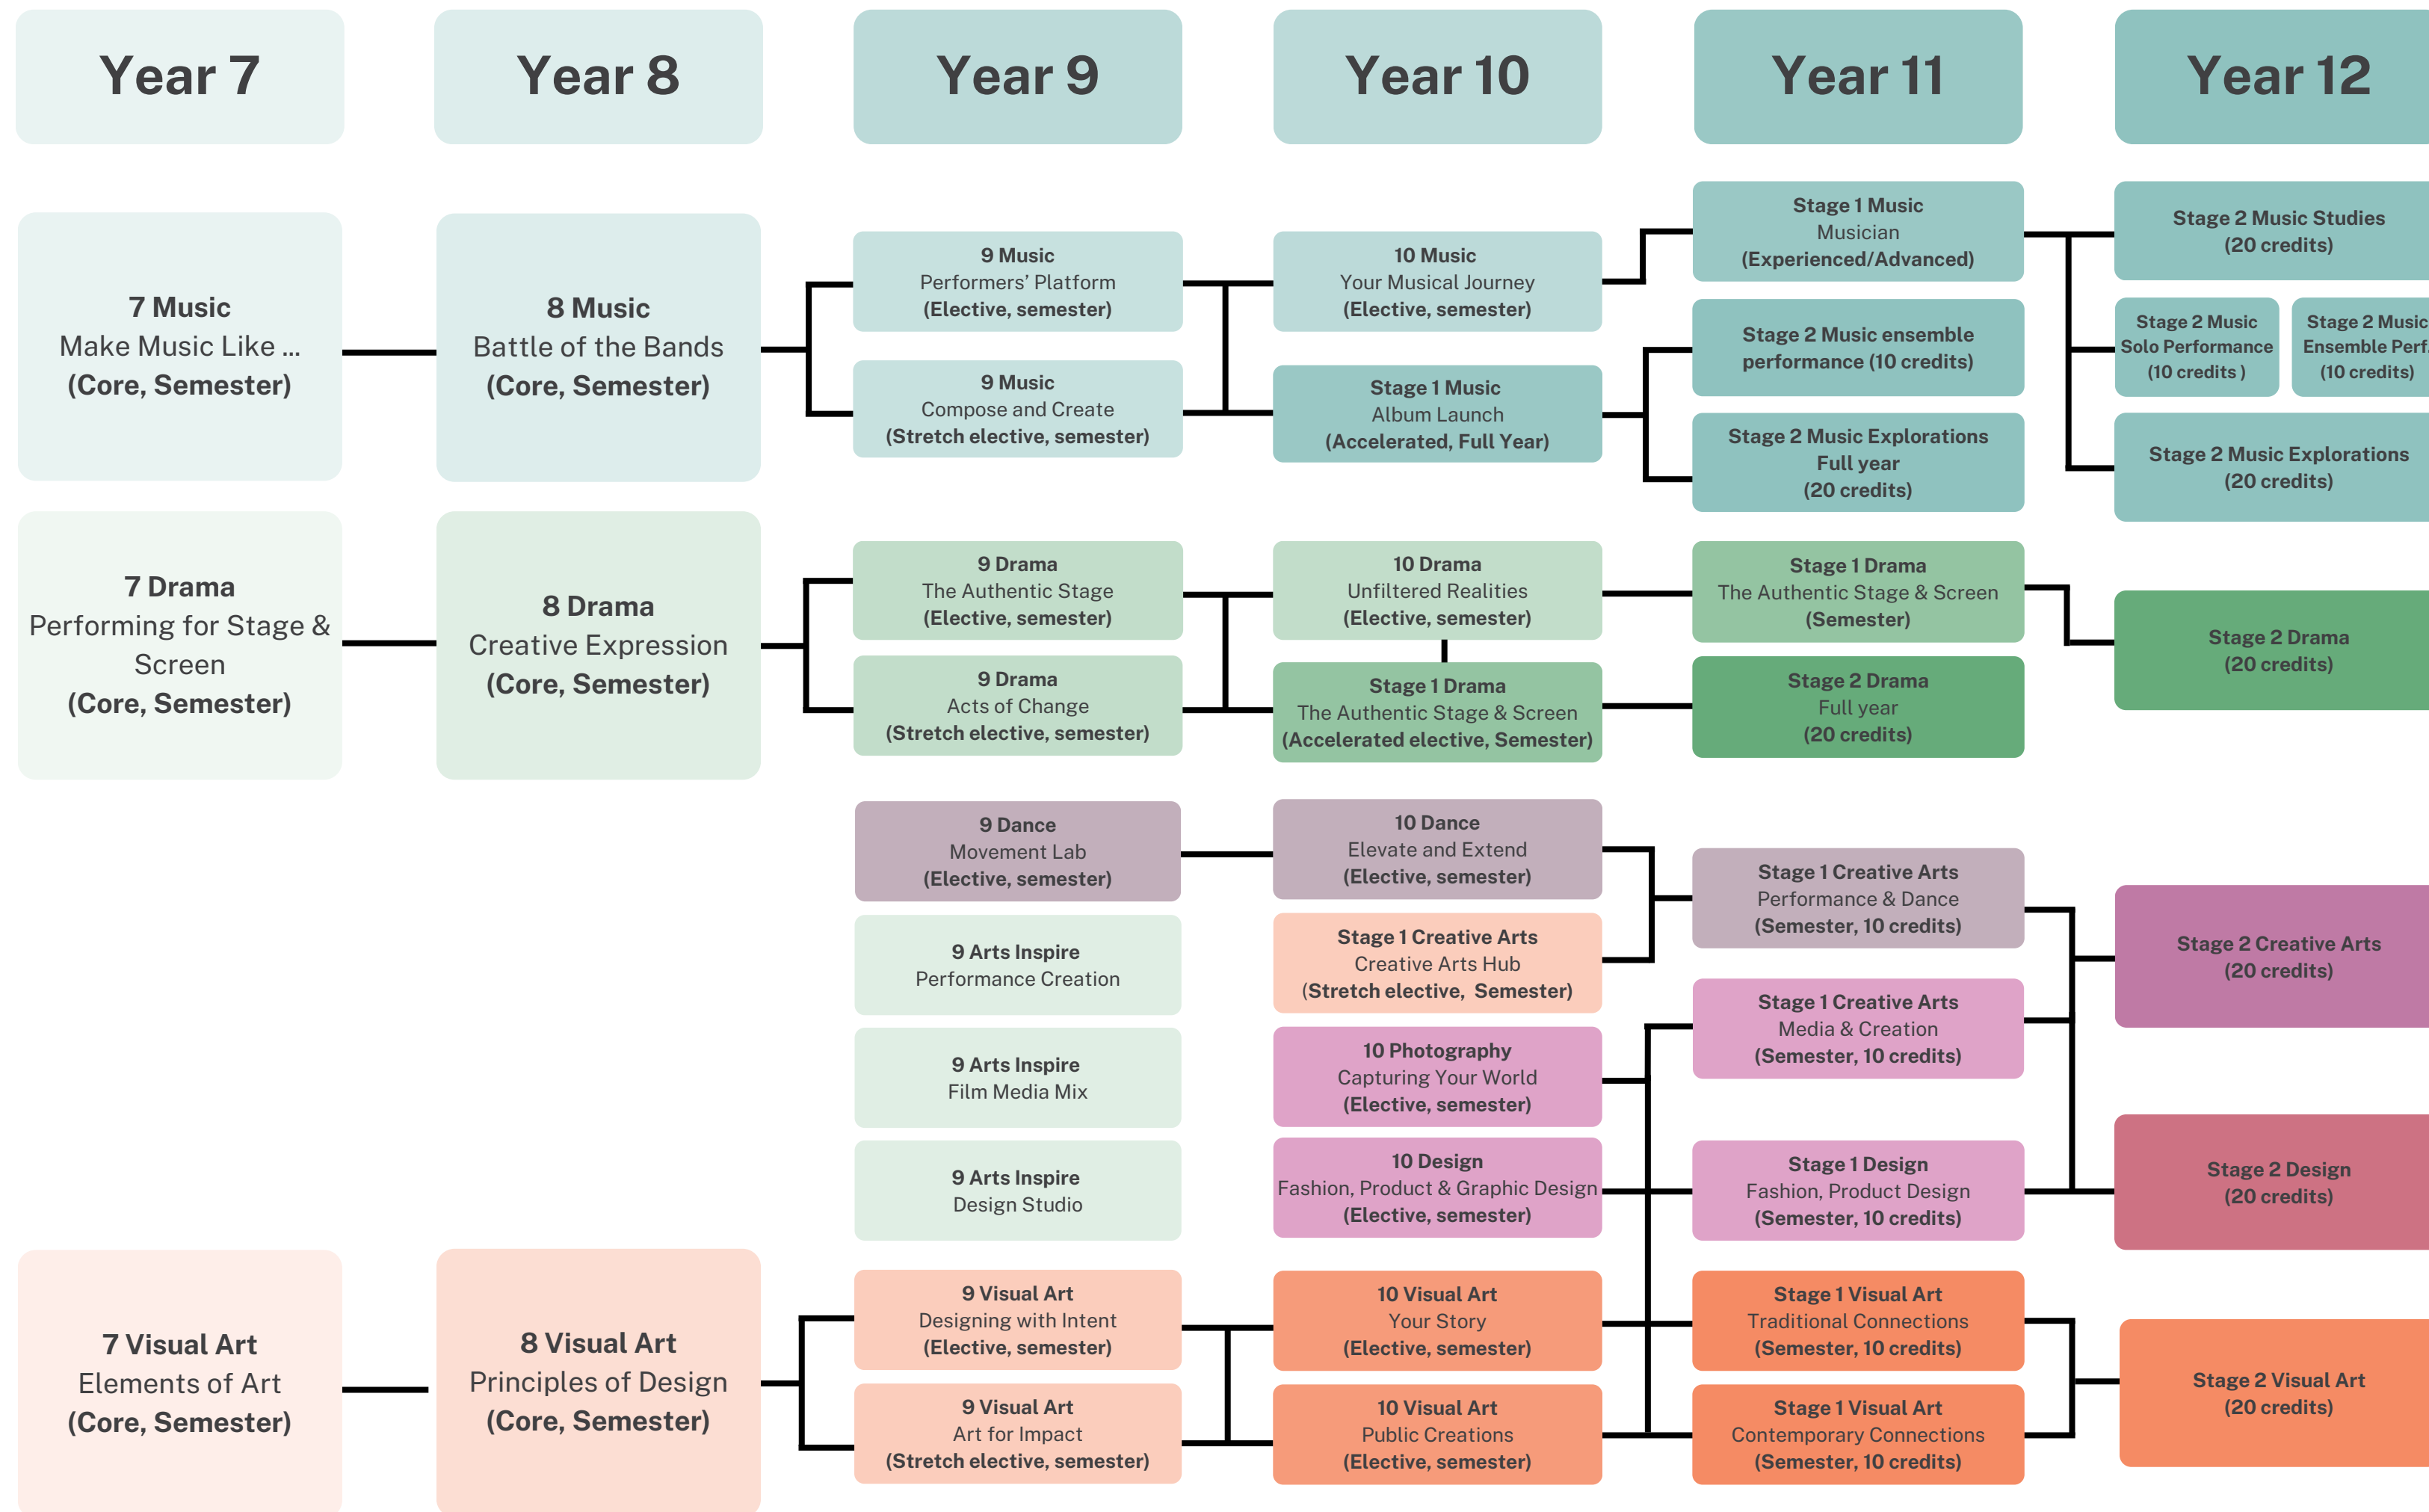 Year 7
Year 8
Year 9
Year 10
Year 11
Year 12
7 Music
Make Music Like ...
(Core, Semester)
8 Music
Battle of the Bands
(Core, Semester)
9 Music
Performers’ Platform
(Elective, semester)
9 Music
Compose and Create
(Stretch elective, semester)
10 Music
Your Musical Journey
(Elective, semester)
Stage 1 Music
Album Launch
(Accelerated, Full Year)
Stage 1 Music
Musician
(Experienced/Advanced)
Stage 2 Music ensemble
performance (10 credits)
Stage 2 Music Explorations
Full year
(20 credits)
Stage 2 Music Studies
(20 credits)
Stage 2 Music
Solo Performance
(10 credits )
Stage 2 Music
Ensemble Perf.
(10 credits)
Stage 2 Music Explorations
(20 credits)
7 Drama
Performing for Stage &
Screen
(Core, Semester)
8 Drama
Creative Expression
(Core, Semester)
9 Drama
The Authentic Stage
(Elective, semester)
9 Drama
Acts of Change
(Stretch elective, semester)
10 Drama
Unfiltered Realities
(Elective, semester)
Stage 1 Drama
The Authentic Stage & Screen
(Accelerated elective, Semester)
Stage 1 Drama
The Authentic Stage & Screen
(Semester)
Stage 2 Drama
Full year
(20 credits)
Stage 2 Drama
(20 credits)
9 Dance
Movement Lab
(Elective, semester)
9 Arts Inspire
Performance Creation
9 Arts Inspire
Film Media Mix
9 Arts Inspire
Design Studio
10 Dance
Elevate and Extend
(Elective, semester)
Stage 1 Creative Arts
Creative Arts Hub
(Stretch elective,  Semester)
10 Photography
Capturing Your World
(Elective, semester)
10 Design
Fashion, Product & Graphic Design
(Elective, semester)
Stage 1 Creative Arts
Performance & Dance
(Semester, 10 credits)
Stage 1 Creative Arts
Media & Creation
(Semester, 10 credits)
Stage 1 Design
Fashion, Product Design
(Semester, 10 credits)
Stage 2 Creative Arts
(20 credits)
Stage 2 Design
(20 credits)
7 Visual Art
Elements of Art
(Core, Semester)
8 Visual Art
Principles of Design
(Core, Semester)
9 Visual Art
Designing with Intent
(Elective, semester)
9 Visual Art
Art for Impact
(Stretch elective, semester)
10 Visual Art
Your Story
(Elective, semester)
10 Visual Art
Public Creations
(Elective, semester)
Stage 1 Visual Art
Traditional Connections
(Semester, 10 credits)
Stage 1 Visual Art
Contemporary Connections
(Semester, 10 credits)
Stage 2 Visual Art
(20 credits)